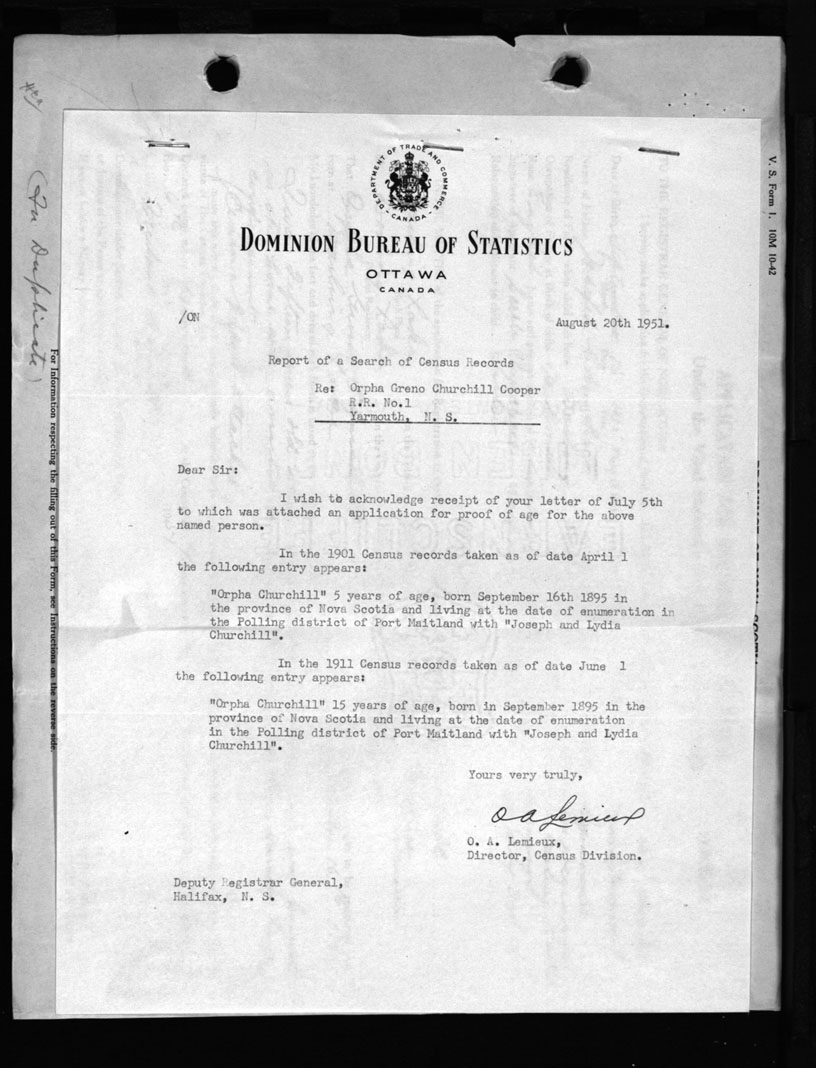 DEPARTMENT OF TRADE AND COMMERCE
- CANADA -
DOMINION BUREAU OF STATISTICS
OTTAWA
CANADA
/ON
August 20th 1951.
Report of a Search of Census Records
Re: Orpha Greno Churchill Cooper
R.R. No.1
Yarmouth, N. S.
Dear Sir:
I wish to acknowledge receipt of your letter of July 5th
to which was attached an application for proof of age for the above
named person.
In the 1901 Census records taken as of date April 1
the following entry appears:
"Orpha Churchill" 5 years of age, born September 16th 1895 in
the province of Nova Scotia and living at the date of enumeration in
the Polling district of Port Maitland with "Joseph and Lydia
Churchill".
In the 1911 Census records taken as of date June 1
the following entry appears:
"Orpha Churchill" 15 years of age, born in September 1895 in the
province of Nova Scotia and living at the date of enumeration
in the Polling district of Port Maitland with "Joseph and Lydia
Churchill".
Yours very truly,
O A Lemieux
O. A. Lemieux,
Director, Census Division.
Deputy Registrar General,
Halifax, N. S.
(In Duplicate)
For Information respecting the filling out of this Form, see Instructions on the reverse side.
V. S. Form 1. 10M 10-42